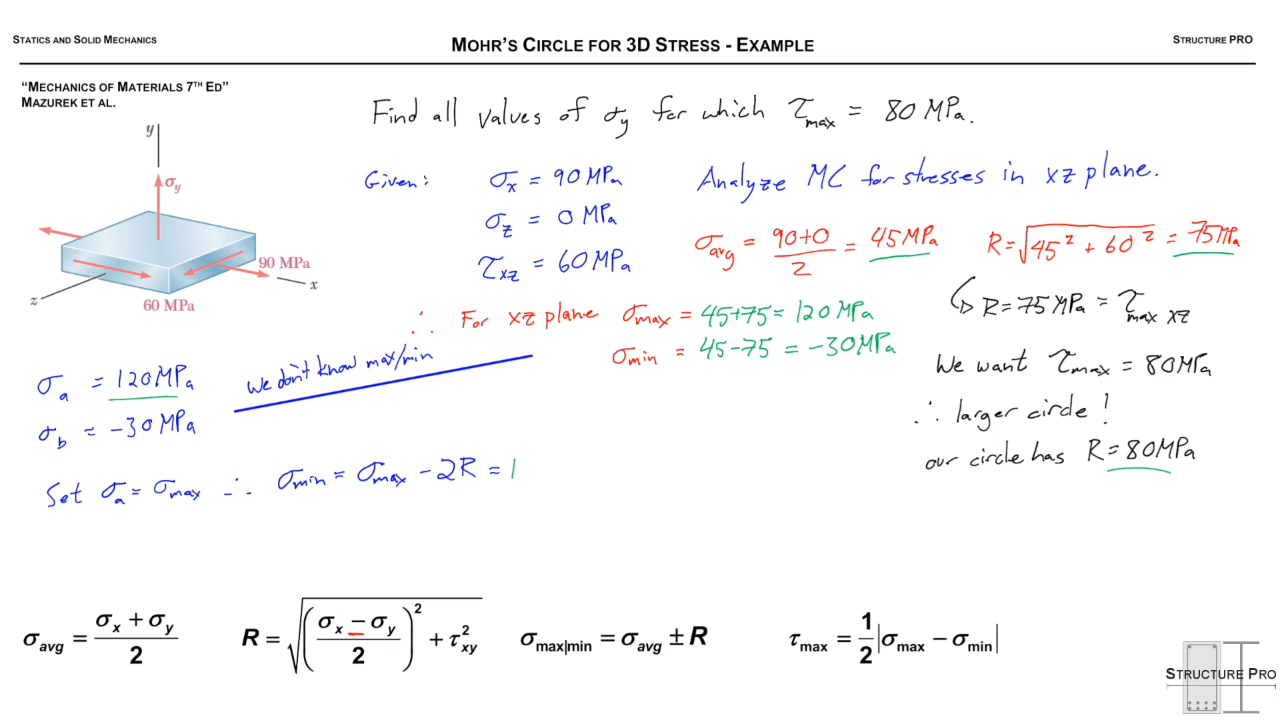 STATICS AND SOLID MECHANICS
MOHR'S CIRCLE FOR 3D STRESS - EXAMPLE
STRUCTURE PRO
"MECHANICS OF MATERIALS 7TH ED"
MAZUREK ET AL.
Find all values of σy for which τmax = 80 MPa.
y
σy
90 MPa
x
z
60 MPa
Given: σx = 90 MPa
σz = 0 MPa
τxz = 60 MPa
Analyze MC for stresses in xz plane.
σavg = (90+0)/2 = 45 MPa
R = √(45² + 60²) = 75 MPa
↳ R = 75 MPa = τmax xz
∴ For xz plane σmax = 45+75 = 120 MPa
σmin = 45-75 = -30 MPa
We want τmax = 80 MPa
∴ larger circle!
our circle has R = 80 MPa
σa = 120 MPa
σb = -30 MPa
we don't know max/min
Set σa = σmax ∴ σmin = σmax - 2R = 1
σavg = (σx + σy)/2
R = √(((σx - σy)/2)² + τ²xy)
σmax|min = σavg ± R
τmax = 1/2 |σmax - σmin|
STRUCTURE PRO